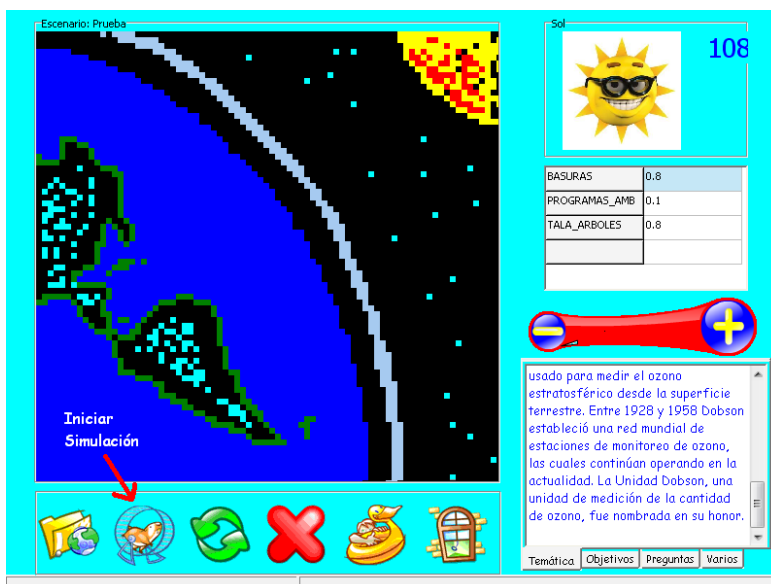 Escenario: Prueba
Sol
108
BASURAS 0.8
PROGRAMAS_AMB 0.1
TALA_ARBOLES 0.8
usado para medir el ozono
estratosférico desde la superficie
terrestre. Entre 1928 y 1958 Dobson
estableció una red mundial de
estaciones de monitoreo de ozono,
las cuales continúan operando en la
actualidad. La Unidad Dobson, una
unidad de medición de la cantidad
de ozono, fue nombrada en su honor.
Iniciar
Simulación
Temática Objetivos Preguntas Varios